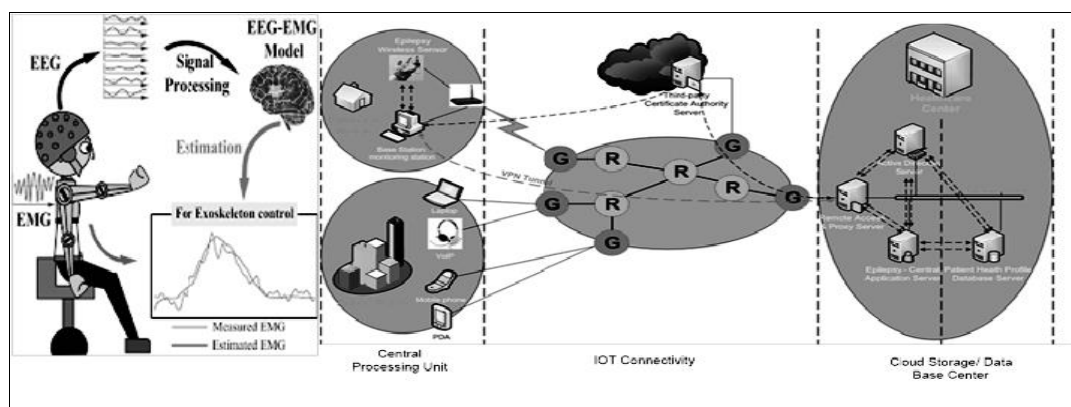 EEG
Signal
Processing
EEG-EMG
Model
Estimation
EMG
For Exoskeleton control
Measured EMG
Estimated EMG
Epilepsy
Wireless Sensor
Base Station
monitoring station
Laptop
VoIP
Mobile phone
PDA
Central
Processing Unit
Third-party
Certificate Authority
Server
VPN Tunnel
G
R
R
G
R
G
R
G
G
IOT Connectivity
Healthcare
Center
Active Director
Server
Remote Access
& Proxy Server
Epilepsy - Central
Application Server
Patient Health Profile
Database Server
Cloud Storage/ Data
Base Center